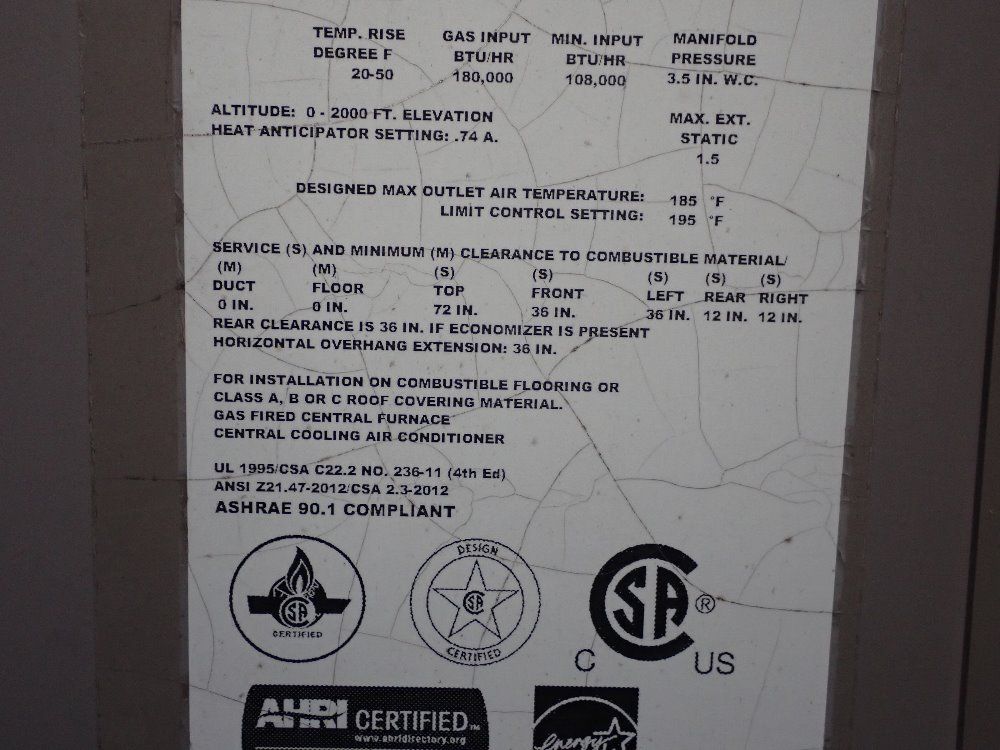 TEMP. RISE GAS INPUT MIN. INPUT MANIFOLD
DEGREE F BTU/HR BTU/HR PRESSURE
20-50 180,000 108,000 3.5 IN. W.C.
ALTITUDE: 0 - 2000 FT. ELEVATION MAX. EXT.
HEAT ANTICIPATOR SETTING: .74 A. STATIC
1.5
DESIGNED MAX OUTLET AIR TEMPERATURE: 185 °F
LIMIT CONTROL SETTING: 195 °F
SERVICE (S) AND MINIMUM (M) CLEARANCE TO COMBUSTIBLE MATERIAL/
(M) (M) (S) (S) (S) (S) (S)
DUCT FLOOR TOP FRONT LEFT REAR RIGHT
0 IN. 0 IN. 72 IN. 36 IN. 36 IN. 12 IN. 12 IN.
REAR CLEARANCE IS 36 IN. IF ECONOMIZER IS PRESENT
HORIZONTAL OVERHANG EXTENSION: 36 IN.
FOR INSTALLATION ON COMBUSTIBLE FLOORING OR
CLASS A, B OR C ROOF COVERING MATERIAL.
GAS FIRED CENTRAL FURNACE
CENTRAL COOLING AIR CONDITIONER
UL 1995/CSA C22.2 NO. 236-11 (4th Ed)
ANSI Z21.47-2012/CSA 2.3-2012
ASHRAE 90.1 COMPLIANT
SA
CERTIFIED
DESIGN
SA
CERTIFIED
CSA®
C US
AHRI CERTIFIED™
www.ahridirectory.org
energy